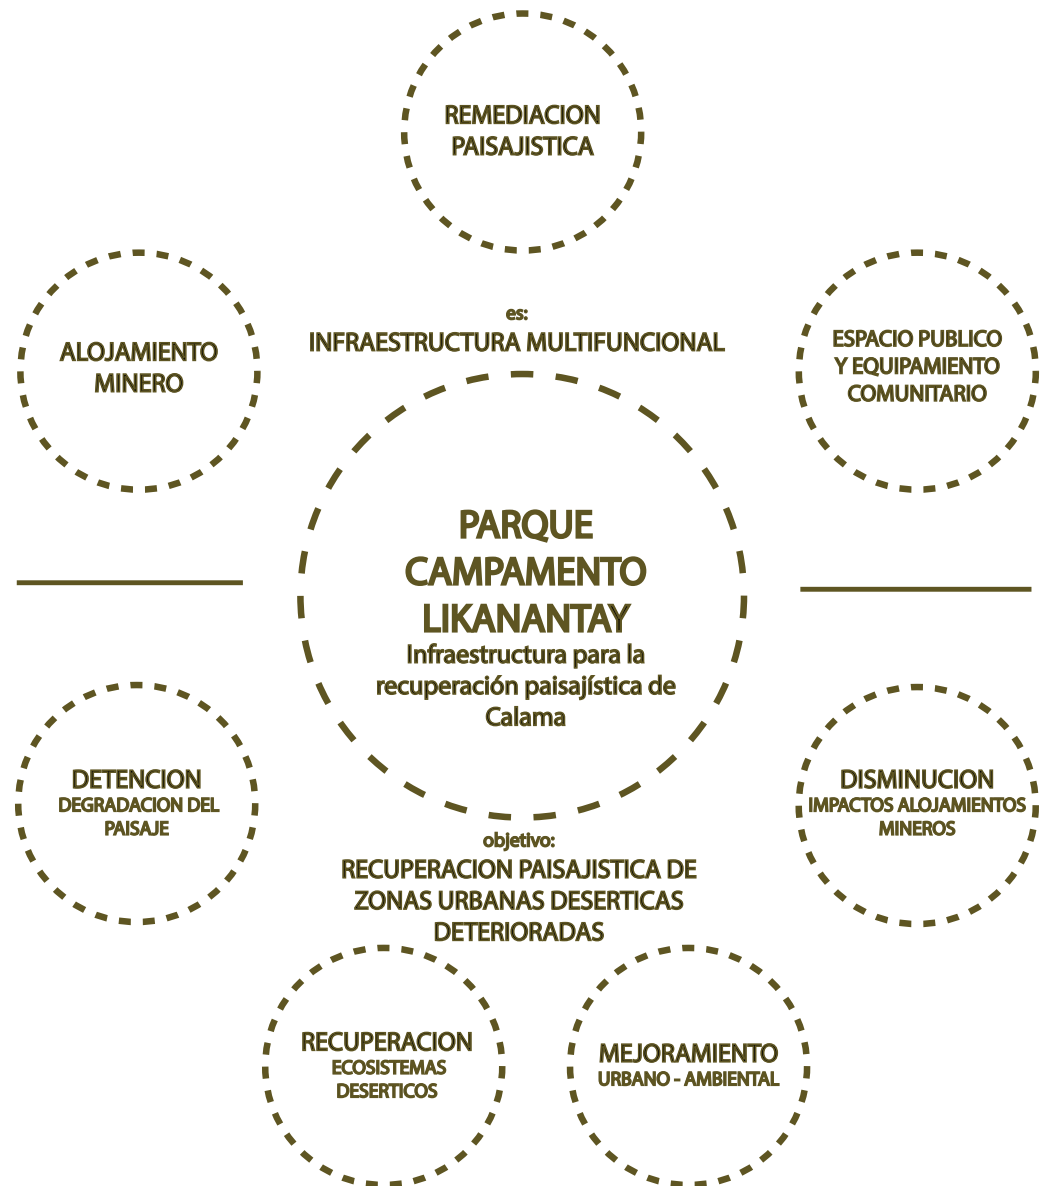 REMEDIACION
PAISAJISTICA
ALOJAMIENTO
MINERO
es:
INFRAESTRUCTURA MULTIFUNCIONAL
ESPACIO PUBLICO
Y EQUIPAMIENTO
COMUNITARIO
PARQUE
CAMPAMENTO
LIKANANTAY
Infraestructura para la
recuperación paisajística de
Calama
DETENCION
DEGRADACION DEL
PAISAJE
DISMINUCION
IMPACTOS ALOJAMIENTOS
MINEROS
objetivo:
RECUPERACION PAISAJISTICA DE
ZONAS URBANAS DESERTICAS
DETERIORADAS
RECUPERACION
ECOSISTEMAS
DESERTICOS
MEJORAMIENTO
URBANO - AMBIENTAL